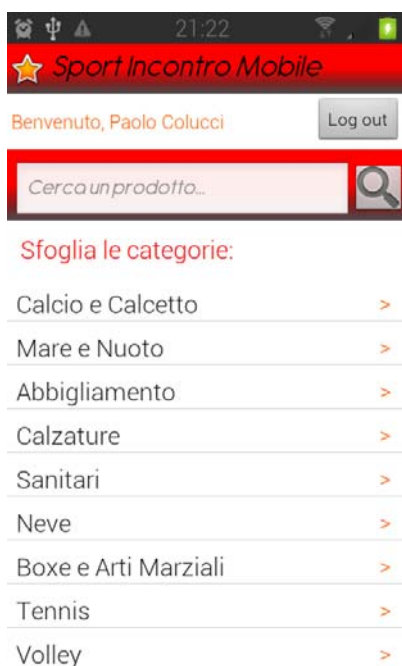 21:22
Sport Incontro Mobile
Benvenuto, Paolo Colucci
Log out
Cerca un prodotto...
Sfoglia le categorie:
Calcio e Calcetto >
Mare e Nuoto >
Abbigliamento >
Calzature >
Sanitari >
Neve >
Boxe e Arti Marziali >
Tennis >
Volley >